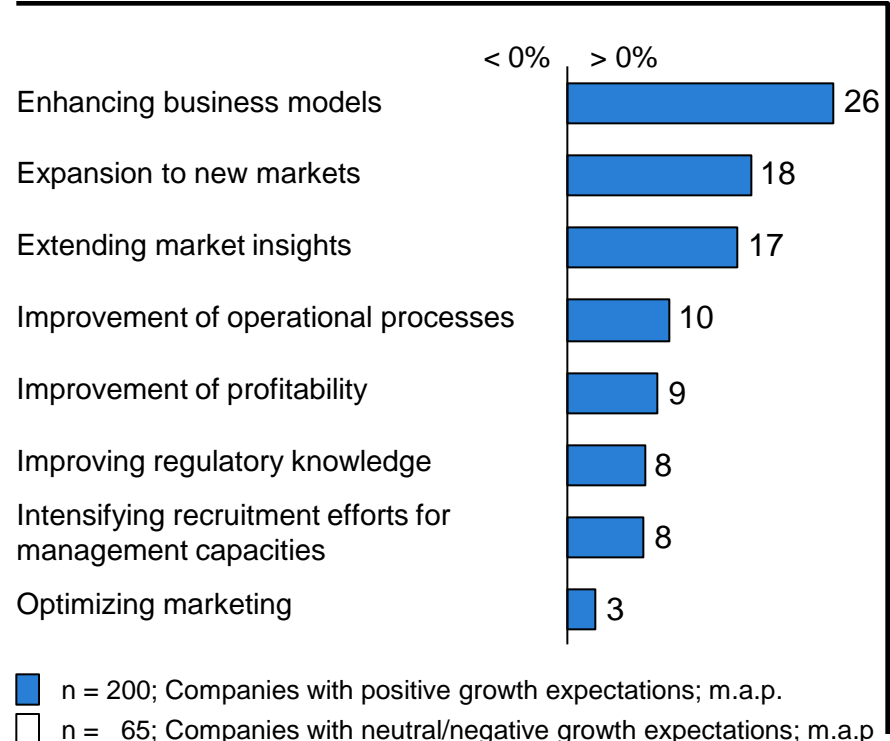 < 0% > 0%
Enhancing business models 26
Expansion to new markets 18
Extending market insights 17
Improvement of operational processes 10
Improvement of profitability 9
Improving regulatory knowledge 8
Intensifying recruitment efforts for
management capacities 8
Optimizing marketing 3
n = 200; Companies with positive growth expectations; m.a.p.
n = 65; Companies with neutral/negative growth expectations; m.a.p